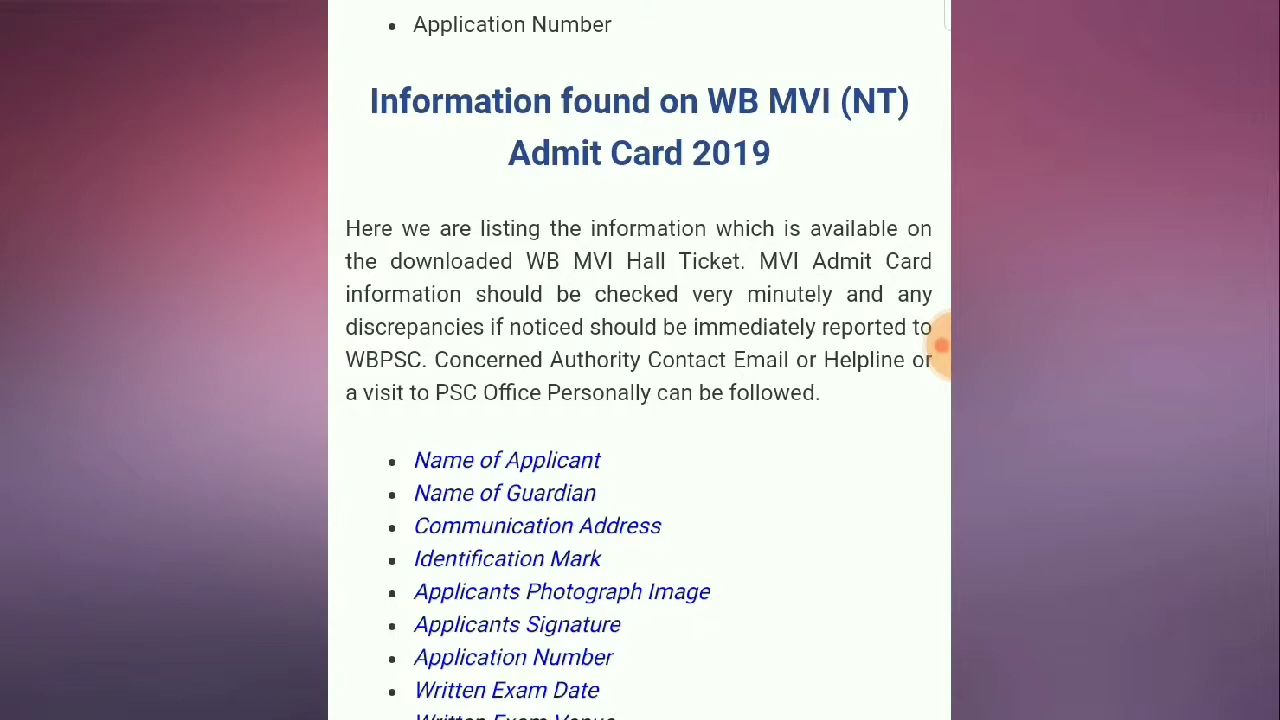 Application Number
Information found on WB MVI (NT)
Admit Card 2019
Here we are listing the information which is available on
the downloaded WB MVI Hall Ticket. MVI Admit Card
information should be checked very minutely and any
discrepancies if noticed should be immediately reported to
WBPSC. Concerned Authority Contact Email or Helpline or
a visit to PSC Office Personally can be followed.
Name of Applicant
Name of Guardian
Communication Address
Identification Mark
Applicants Photograph Image
Applicants Signature
Application Number
Written Exam Date